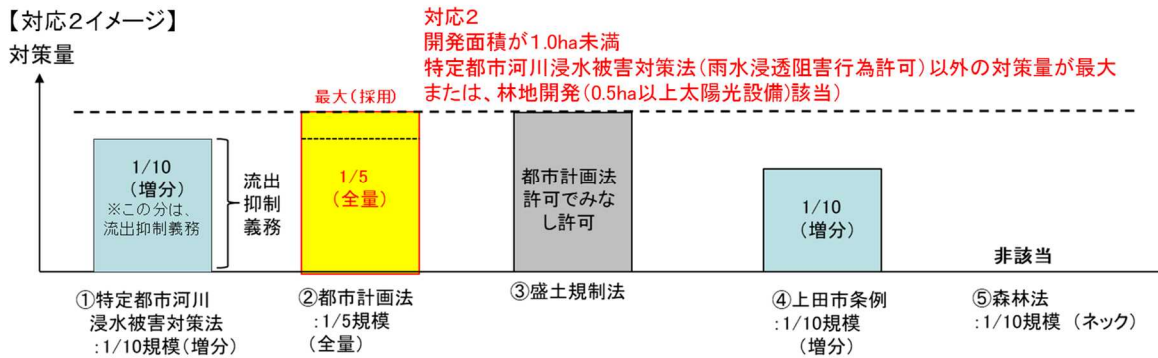 【対応2イメージ】
対策量
対応2
開発面積が1.0ha未満
特定都市河川浸水被害対策法(雨水浸透阻害行為許可)以外の対策量が最大
または、林地開発(0.5ha以上太陽光設備)該当)
最大(採用)
1/10
(増分)
※この分は、
流出抑制義務
流出
抑制
義務
1/5
(全量)
都市計画法
許可でみな
し許可
1/10
(増分)
非該当
①特定都市河川
浸水被害対策法
:1/10規模(増分)
②都市計画法
:1/5規模
(全量)
③盛土規制法
④上田市条例
:1/10規模
(増分)
⑤森林法
:1/10規模 (ネック)